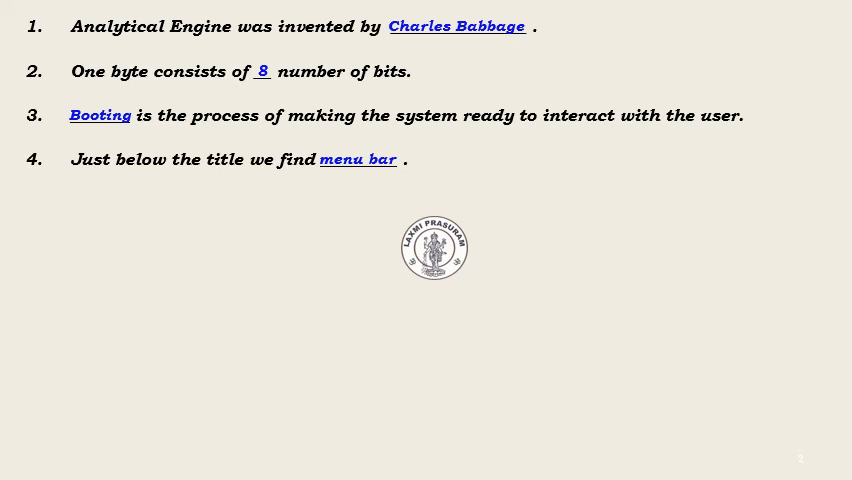 1. Analytical Engine was invented by Charles Babbage .
2. One byte consists of 8 number of bits.
3. Booting is the process of making the system ready to interact with the user.
4. Just below the title we find menu bar .
LAXMI PRASURAM
2